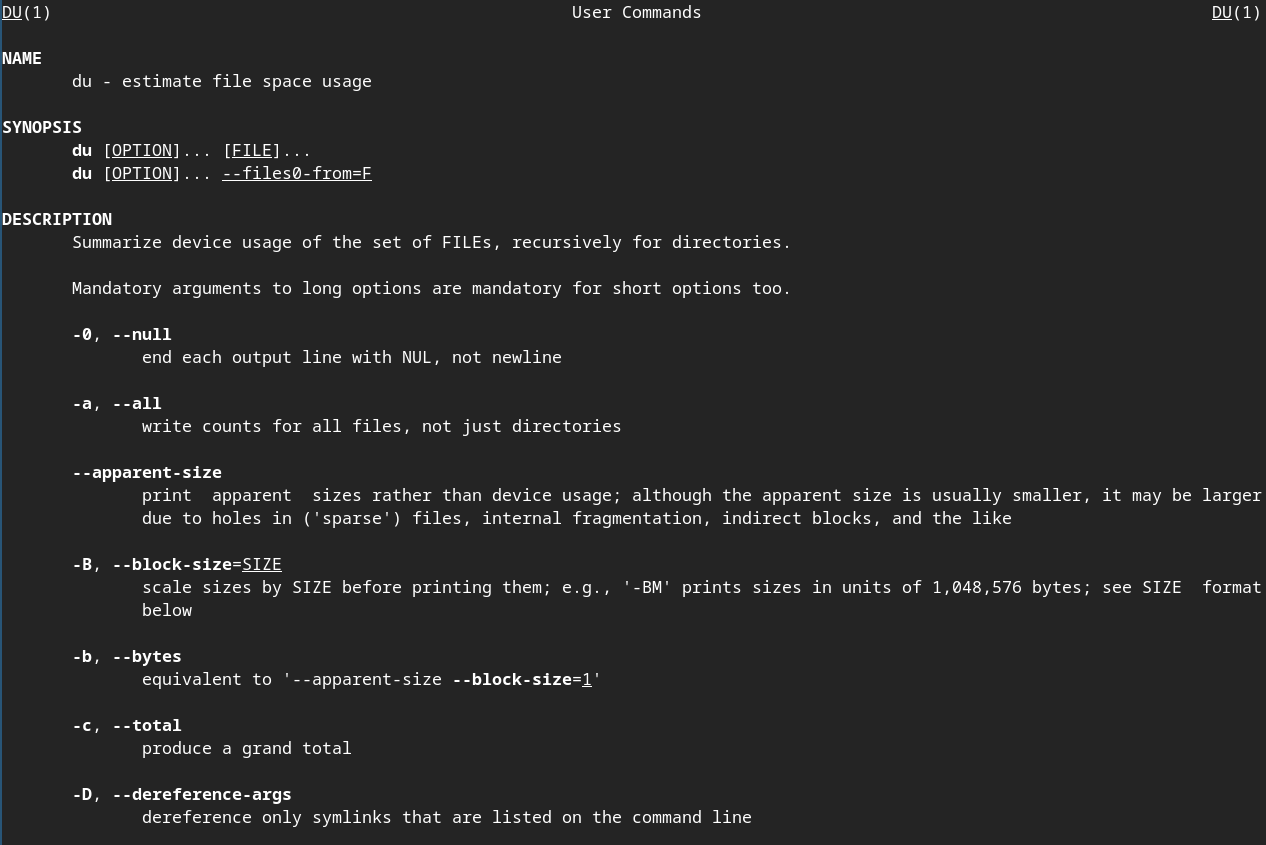 DU(1) User Commands DU(1)
NAME
du - estimate file space usage
SYNOPSIS
du [OPTION]... [FILE]...
du [OPTION]... --files0-from=F
DESCRIPTION
Summarize device usage of the set of FILEs, recursively for directories.
Mandatory arguments to long options are mandatory for short options too.
-0, --null
end each output line with NUL, not newline
-a, --all
write counts for all files, not just directories
--apparent-size
print  apparent  sizes rather than device usage; although the apparent size is usually smaller, it may be larger
due to holes in ('sparse') files, internal fragmentation, indirect blocks, and the like
-B, --block-size=SIZE
scale sizes by SIZE before printing them; e.g., '-BM' prints sizes in units of 1,048,576 bytes; see SIZE  format
below
-b, --bytes
equivalent to '--apparent-size --block-size=1'
-c, --total
produce a grand total
-D, --dereference-args
dereference only symlinks that are listed on the command line